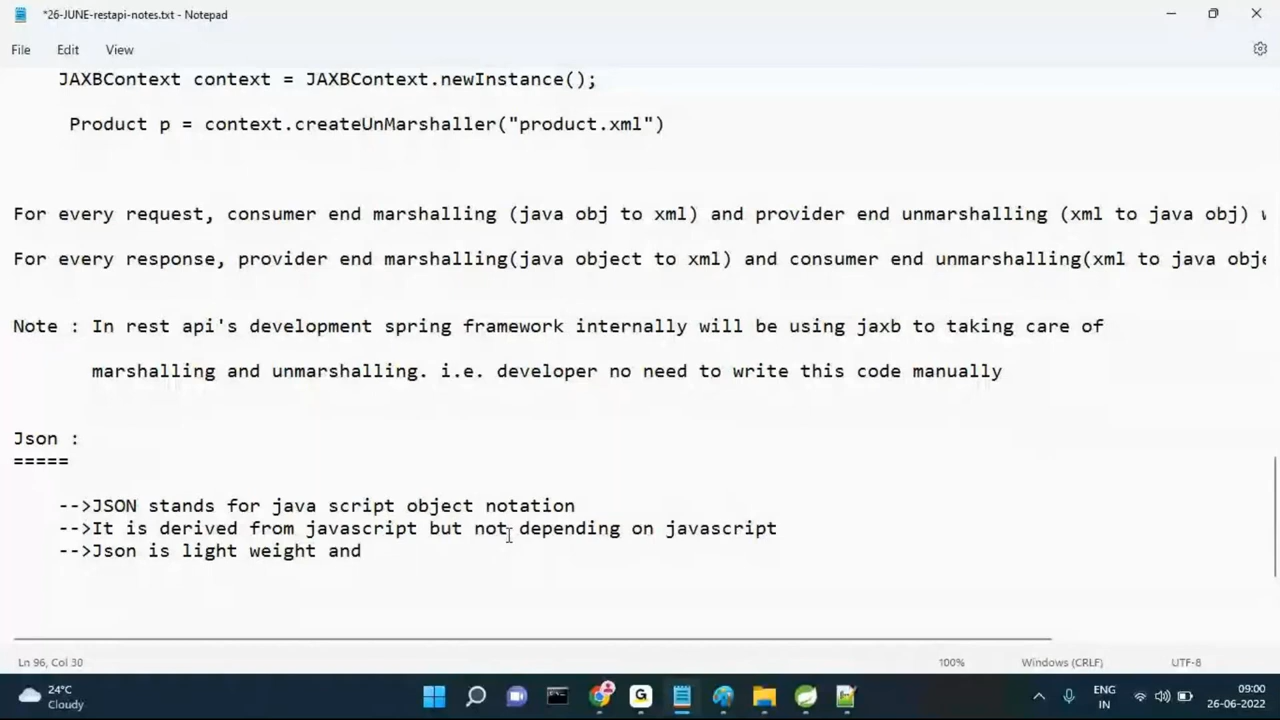 *26-JUNE-restapi-notes.txt - Notepad
File Edit View
JAXBContext context = JAXBContext.newInstance();
Product p = context.createUnMarshaller("product.xml")
For every request, consumer end marshalling (java obj to xml) and provider end unmarshalling (xml to java obj)
For every response, provider end marshalling(java object to xml) and consumer end unmarshalling(xml to java obje
Note : In rest api's development spring framework internally will be using jaxb to taking care of
marshalling and unmarshalling. i.e. developer no need to write this code manually
Json :
=====
-->JSON stands for java script object notation
-->It is derived from javascript but not depending on javascript
-->Json is light weight and
Ln 96, Col 30 100% Windows (CRLF) UTF-8
24°C
Cloudy
ENG
IN
09:00
26-06-2022